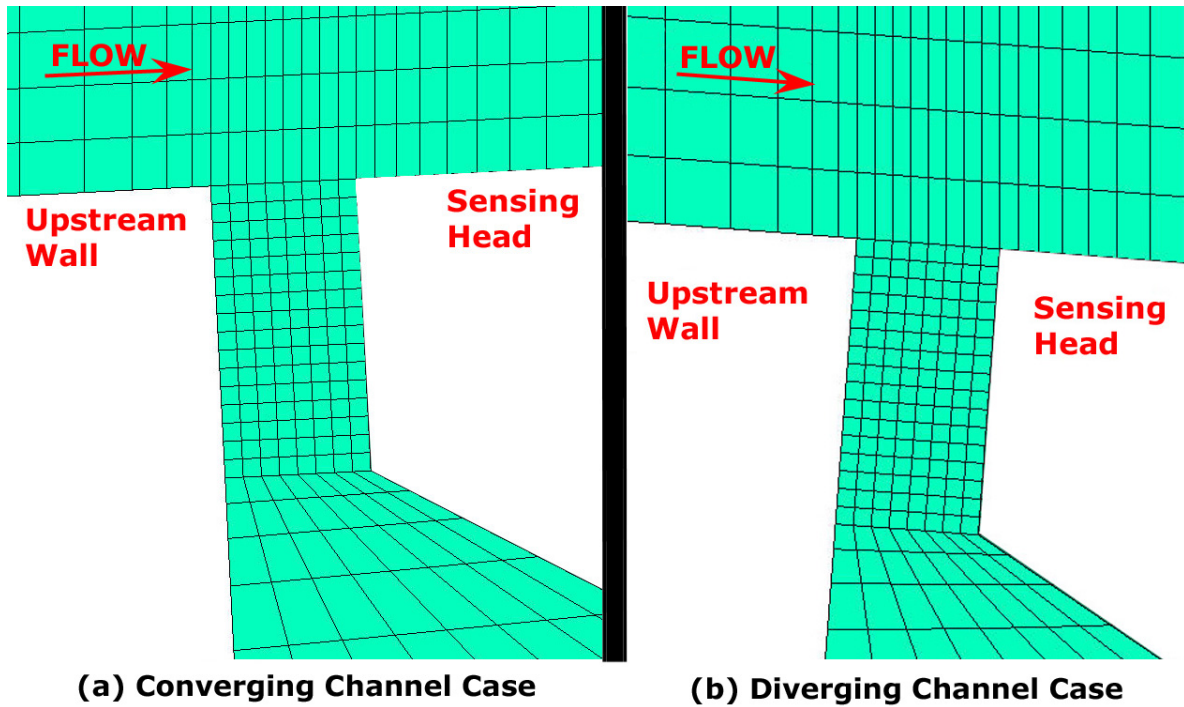 FLOW
Upstream
Wall
Sensing
Head
FLOW
Upstream
Wall
Sensing
Head
(a) Converging Channel Case
(b) Diverging Channel Case